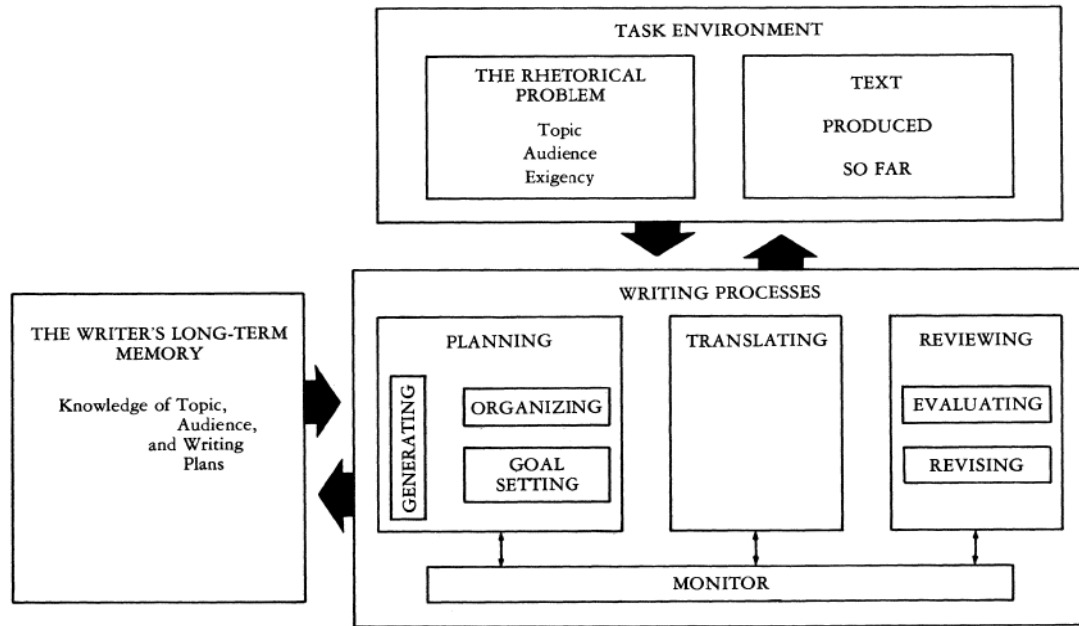 TASK ENVIRONMENT
THE RHETORICAL
PROBLEM
Topic
Audience
Exigency
TEXT
PRODUCED
SO FAR
THE WRITER'S LONG-TERM
MEMORY
Knowledge of Topic,
Audience,
and Writing
Plans
WRITING PROCESSES
PLANNING
GENERATING
ORGANIZING
GOAL
SETTING
TRANSLATING
REVIEWING
EVALUATING
REVISING
MONITOR